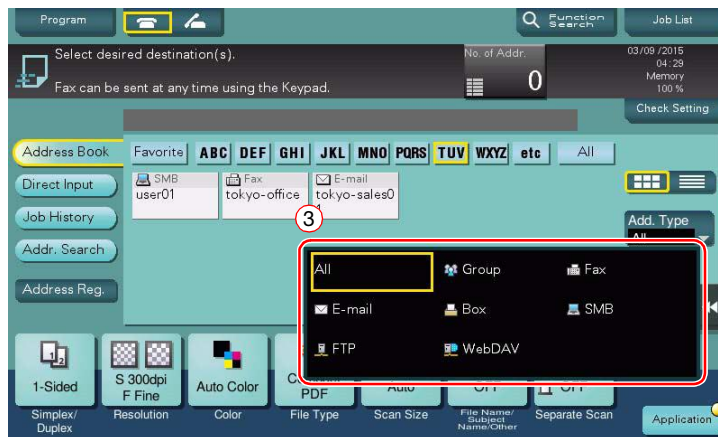 Program
Function Search
Job List
Select desired destination(s).
Fax can be sent at any time using the Keypad.
No. of Addr.
0
03/09 /2015
04:29
Memory
100 %
Check Setting
Address Book
Favorite ABC DEF GHI JKL MNO PQRS TUV WXYZ etc All
Direct Input
SMB
user01
Fax
tokyo-office
E-mail
tokyo-sales0
Job History
3
Add. Type
Addr. Search
Address Reg.
All Group Fax
E-mail Box SMB
FTP WebDAV
1-Sided
S 300dpi
F Fine
Auto Color
PDF
Auto
OFF
OFF
Simplex/
Duplex
Resolution
Color
File Type
Scan Size
File Name/
Subject
Name/Other
Separate Scan
Application